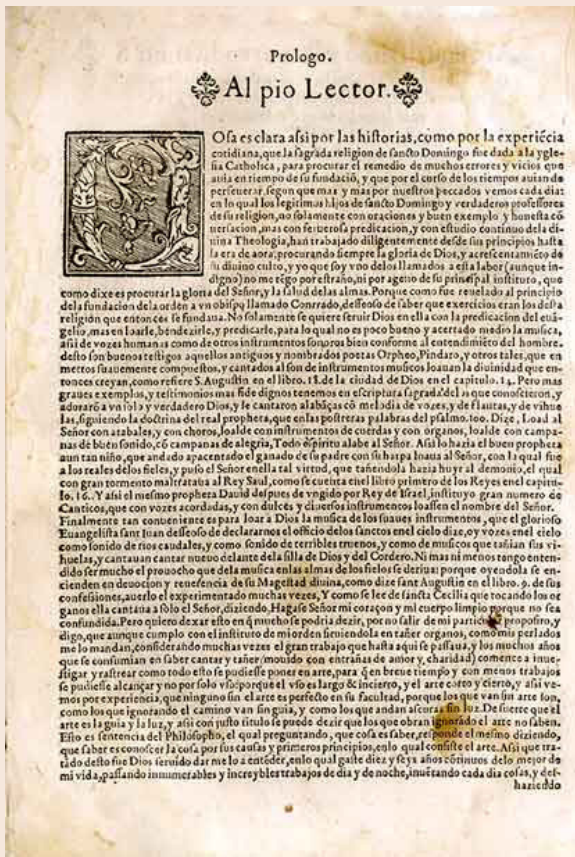 Prologo.
Al pio Lector.
Osa es clara assi por las historias, como por la experiẽcia
cotidiana, que la sagrada religion de sancto Domingo fue dada a la ygle-
sia Catholica, para procurar el remedio de muchos errores y vicios que
auia en tiempo de su fundació, y que por el curso de los tiempos auian de
perseuerar, segon que mas y mas por nuestros peccados vemos cada dia:
en lo qual los legitimos hijos de sancto Domingo y verdaderos professores
de su religion, no solamente con oraciones y buen exemplo y honesta cõ
uersacion, mas con feruorosa predicacion, y con estudio continuo dela di-
uina Theologia, han trabajado diligentemente desde sus principios hasta
la era de aora, procurando siempre la gloria de Dios, y acrescentamiẽto de
su diuino culto, y yo que soy vno delos llamados a esta labor (aunque in-
digno) no me tẽgo por estraño, ni por ageno de su principal instituto, que
como dixe es procurar la gloria del Señor, y la salud delas almas. Porque como fue reuelado al principio
dela fundacion dela orden a vn obispo llamado Conrrado, desseoso de saber que exercicios eran los desta
religion que entonces se fundaua. No solamente se quiere seruir Dios en ella con la predicacion del euã-
gelio, mas en loarle, bẽndezirle, y predicarle, para lo qual no es poco bueno y acertado medio la musica,
assi de vozes humanas como de otros instrumentos sonoros bien conforme al entendimiẽto del hombre.
desto son buenos testigos aquellos antiguos y nombrados poetas Orpheo, Pindaro, y otros tales, que en
metros suauemente compuestos, y cantados al son de instrumentos musicos loauan la diuinidad que en-
tonces creyan, como refiere S. Augustin en el libro. 18. de la ciudad de Dios en el capitulo. 14. Pero mas
graues exemplos, y testimonios mas fide dignos tenemos en escriptura sagrada del os que conoscieron, y
adorarõ a vn solo y verdadero Dios, y le cantaron alabãças cõ melodia de vozes, y de flautas, y de vihue
las, siguiendo la doctrina del real propheta, que en las postreras palabras del psalmo. 150. Dize, Load al
Señor con atabales, y con choros, loalde con instrumentos de cuerdas y con organos, loalde con campa-
nas de buen sonido, cõ campanas de alegria, Todo espiritu alabe al Señor. Assi lo hazia el buen propheta
aun tan niño, que andãdo apacentado el ganado de su padre con su harpa loaua al Señor, con la qual fue
a los reales delos fieles, y puso el Señor en ella tal virtud, que tañendola hazia huyr al demonio, el qual
con gran tormento maltrataua al Rey Saul, como se cuenta en el libro primero de los Reyes en el capitu-
lo. 16. Y assi el mesmo propheta Dauid despues de vngido por Rey de Israel, instituyo gran numero de
Canticos, que con vozes acordadas, y con dulces y diuersos instrumentos loassen el nombre del Señor.
Finalmente tan conueniente es para loar a Dios la musica de los suaues instrumentos, que el glorioso
Euangelista sant Iuan desseoso de declararnos el officio delos sanctos en el cielo dize, oy vozes en el cielo
como sonido de rios caudales, y como sonido de terribles truenos, y como de musicos que tañian sus vi-
huelas, y cantauan cantar nueuo delante dela silla de Dios y del Cordero. Ni mas ni menos tengo enten-
dido ser mucho el prouecho que dela musica en las almas de los fieles se deriua: porque oyendola se en-
cienden en deuocion y reuerencia de su Magestad diuina, como dize sant Augustin en el libro. 9. de sus
confessiones, auerlo el experimentado muchas vezes, Y como se lee de sancta Cecilia que tocando los or
ganos ella cantaua a solo el Señor, diziendo, Hagase Señor mi coraçon y mi cuerpo limpio porque no sea
confundida. Pero quiero dexar esto en q̃ mucho se podria dezir, por no salir de mi particular proposito, y
digo, que aunque cumplo con el instituto de mi orden siruiendola en tañer organos, como mis perlados
me lo mandan, considerando muchas vezes el gran trabajo que hasta aqui se passaua, y los muchos años
que se consumian en saber cantar y tañer (mouido con entrañas de amor y charidad) comence a inue-
stigar y rastrear como todo esto se pudiesse poner en arte, para q̃ en breue tiempo y con menos trabajos
se pudiesse alcançar y no por solo vso: porque el vso es largo & incierro, y el arte corto y cierto, y assi ve-
mos por experiencia, que ninguno sin el arte es perfecto en su facultad, porque los que van sin arte son,
como los que ignorando el camino van sin guia, y como los que andan ascuras, sin luz. De suerte que el
arte es la guia y la luz, y assi con justo titulo se puede dezir que los que obran ignorãdo el arte no saben.
Esto es sentencia del Philosopho, el qual preguntando, que cosa es saber, responde el mesmo diziendo,
que saber es conoscer la cosa por sus causas y primeros principios, en lo qual consiste el arte. Assi que tra-
tado desto fue Dios seruido dar me lo a entẽder, en lo qual gaste diez y seys años cõtinuos delo mejor de
mi vida, passando innumerables y increybles trabajos de dia y de noche, inuẽtando cada dia cosas, y des-
haziẽdo